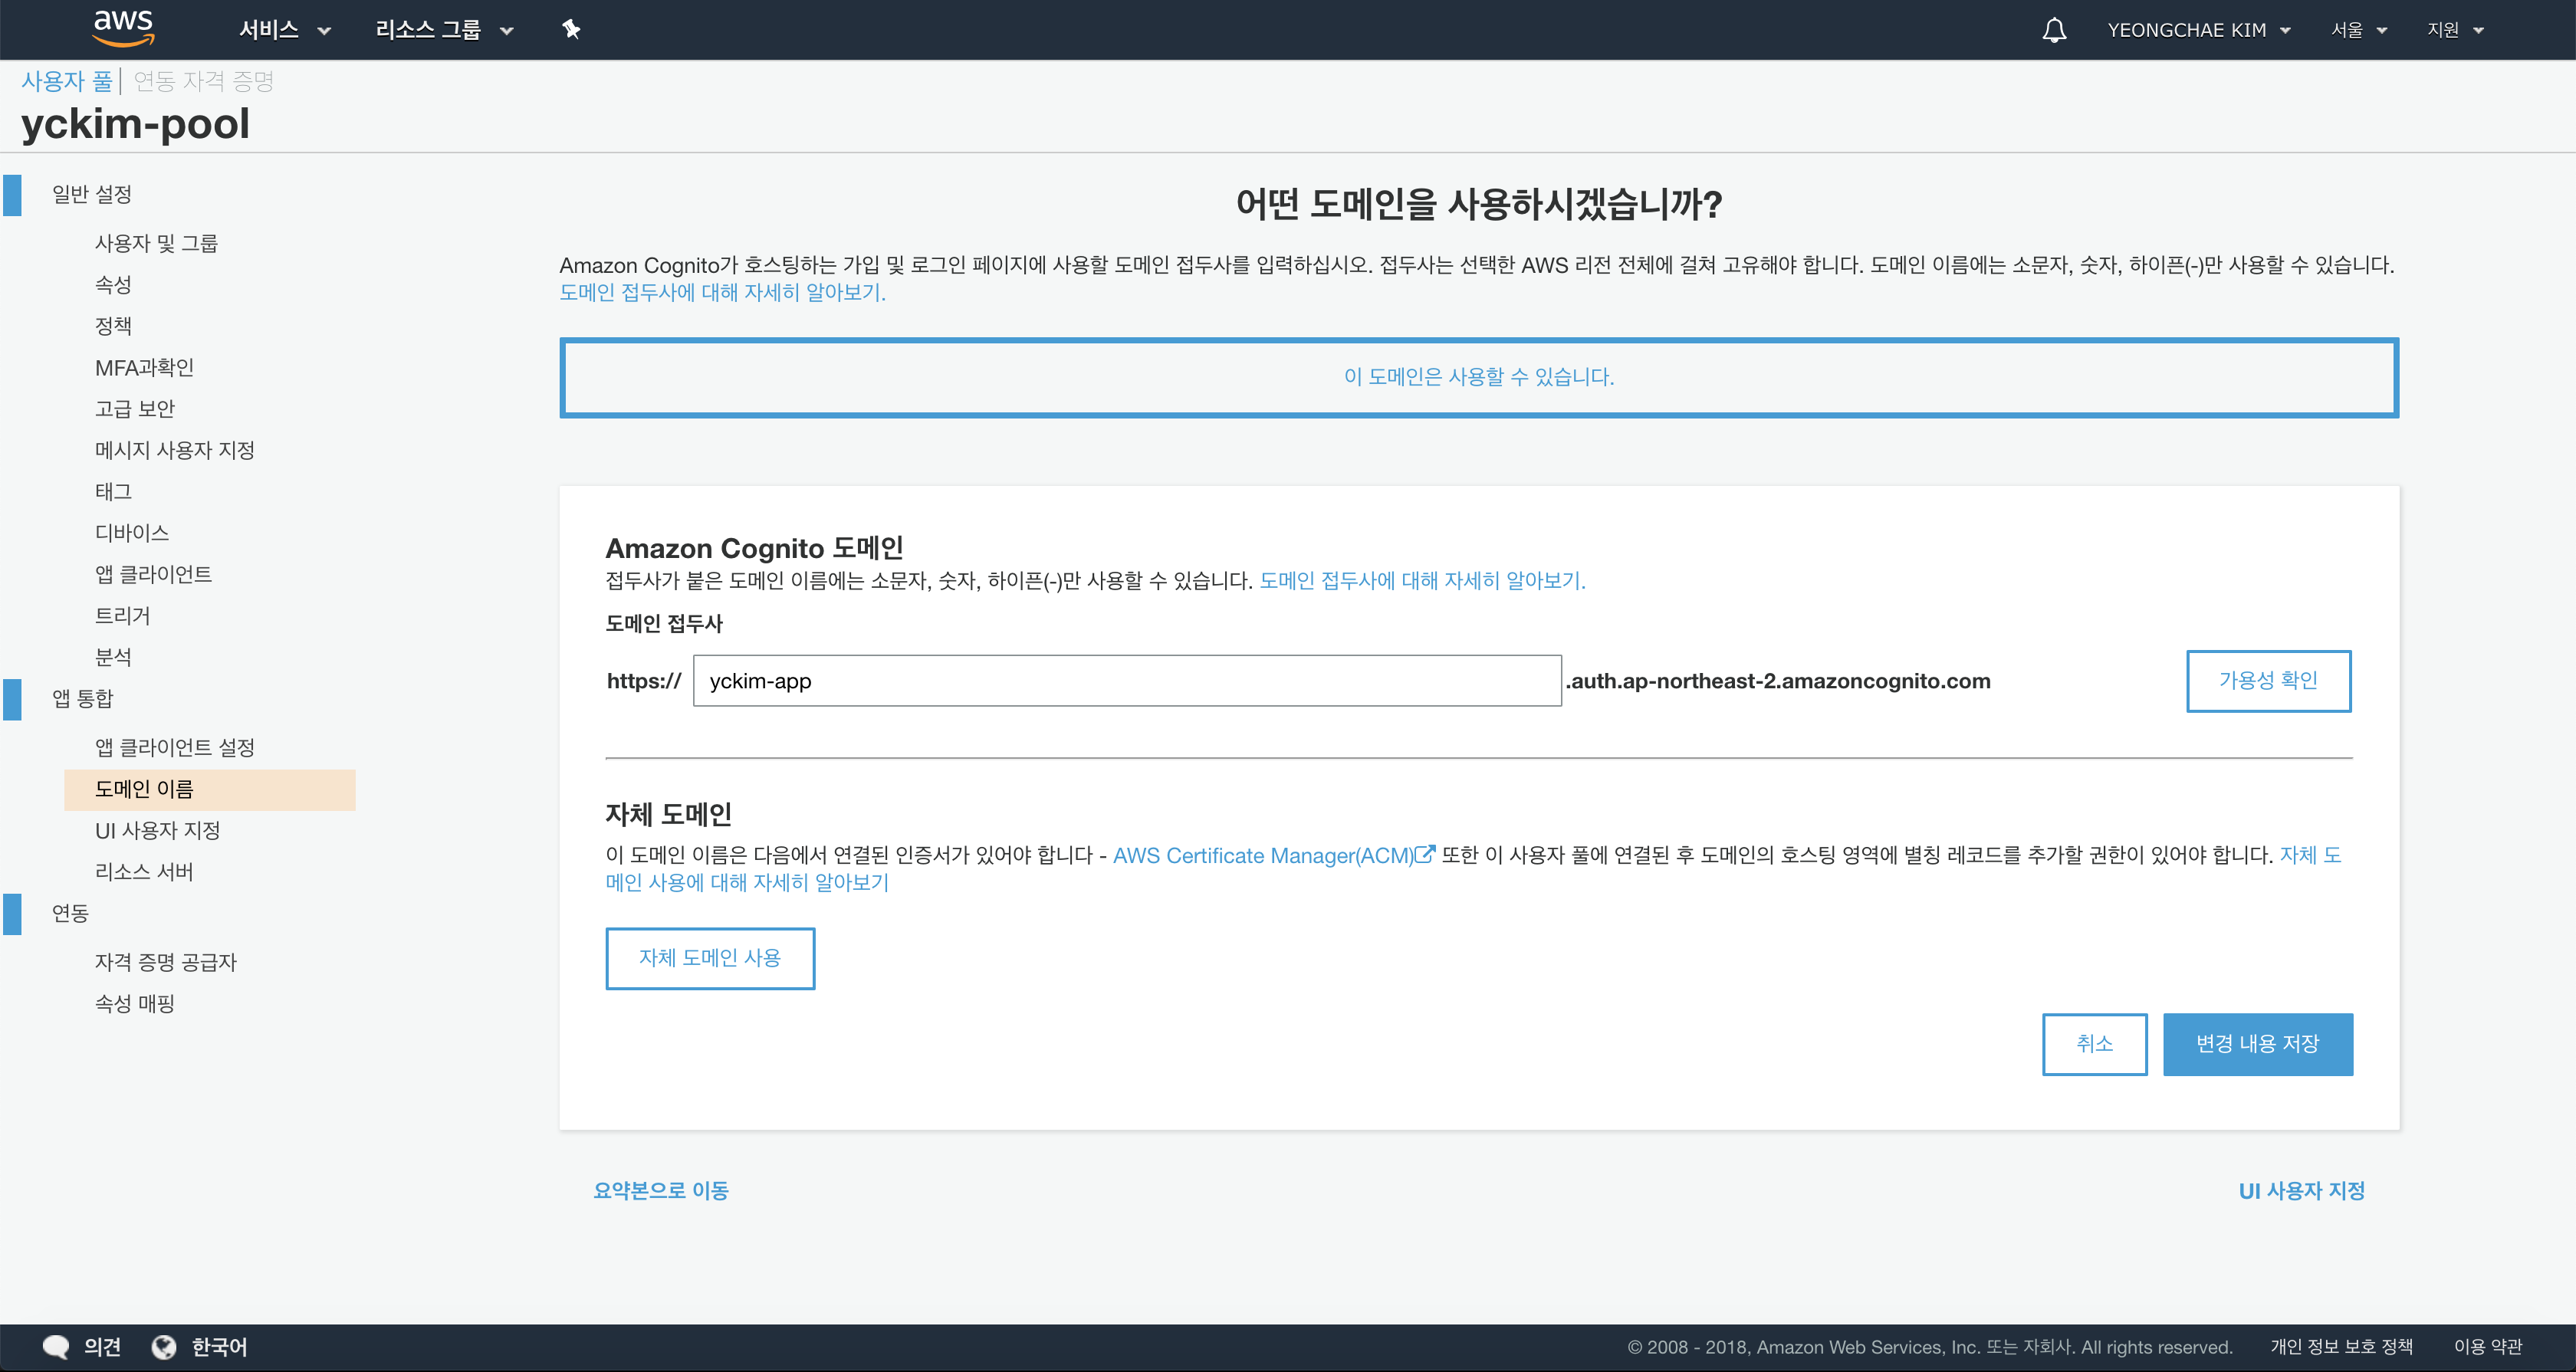 aws 서비스 리소스 그룹 YEONGCHAE KIM 서울 지원
사용자 풀 | 연동 자격 증명
yckim-pool
일반 설정
사용자 및 그룹
속성
정책
MFA과확인
고급 보안
메시지 사용자 지정
태그
디바이스
앱 클라이언트
트리거
분석
앱 통합
앱 클라이언트 설정
도메인 이름
UI 사용자 지정
리소스 서버
연동
자격 증명 공급자
속성 매핑
어떤 도메인을 사용하시겠습니까?
Amazon Cognito가 호스팅하는 가입 및 로그인 페이지에 사용할 도메인 접두사를 입력하십시오. 접두사는 선택한 AWS 리전 전체에 걸쳐 고유해야 합니다. 도메인 이름에는 소문자, 숫자, 하이픈(-)만 사용할 수 있습니다.
도메인 접두사에 대해 자세히 알아보기.
이 도메인은 사용할 수 있습니다.
Amazon Cognito 도메인
접두사가 붙은 도메인 이름에는 소문자, 숫자, 하이픈(-)만 사용할 수 있습니다. 도메인 접두사에 대해 자세히 알아보기.
도메인 접두사
https:// yckim-app .auth.ap-northeast-2.amazoncognito.com 가용성 확인
자체 도메인
이 도메인 이름은 다음에서 연결된 인증서가 있어야 합니다 - AWS Certificate Manager(ACM) 또한 이 사용자 풀에 연결된 후 도메인의 호스팅 영역에 별칭 레코드를 추가할 권한이 있어야 합니다. 자체 도
메인 사용에 대해 자세히 알아보기
자체 도메인 사용
취소 변경 내용 저장
요약본으로 이동 UI 사용자 지정
의견 한국어 © 2008 - 2018, Amazon Web Services, Inc. 또는 자회사. All rights reserved. 개인 정보 보호 정책 이용 약관